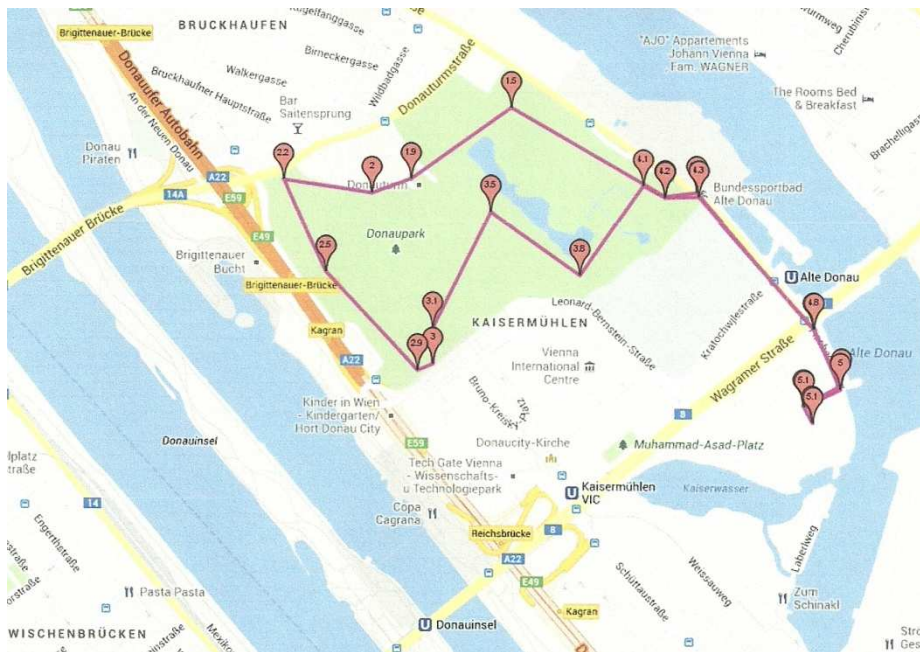 Brigittenauer-Brücke
BRUCKHAUFEN
Kugelfanggasse
Birneckergasse
Walkergasse
Wildbadgasse
Bruckhaufner Hauptstraße
An der Neuen Donau
Donauufer Autobahn
Bar
Saitensprung
Donauturmstraße
"AJO" Appartements
Johann Vienna
, Fam. WAGNER
The Rooms Bed
& Breakfast
Brachelligasse
Donau
Piraten
A22
14A
E59
E49
Brigittenauer Brücke
2.2
2
1.9
1.5
4.1
4.2
4.3
Donauturm
Bundessportbad
Alte Donau
3.5
Donaupark
Brigittenauer
Bucht
2.5
Brigittenauer-Brücke
3.8
Alte Donau
3.1
KAISERMÜHLEN
Leonard-Bernstein-Straße
Kratochwjlestraße
4.8
Kagran
A22
2.9
3
Vienna
International
Centre
Wagramer Straße
Alte Donau
5
5.1
5.1
8
Bruno-Kreisky-Platz
Kinder in Wien
- Kindergarten/
Hort Donau City
Donauinsel
E59
Donaucity-Kirche
Muhammad-Asad-Platz
Tech Gate Vienna
- Wissenschafts-
u Technologiepark
Kaiserwasser
Kaisermühlen
VIC
14
Copa
Cagrana
Reichsbrücke
8
A22
E49
Laberlweg
Engerthstraße
Schüttaustraße
Weissauweg
Pasta Pasta
Kagran
Zum
Schinakl
Donauinsel
WISCHENBRÜCKEN